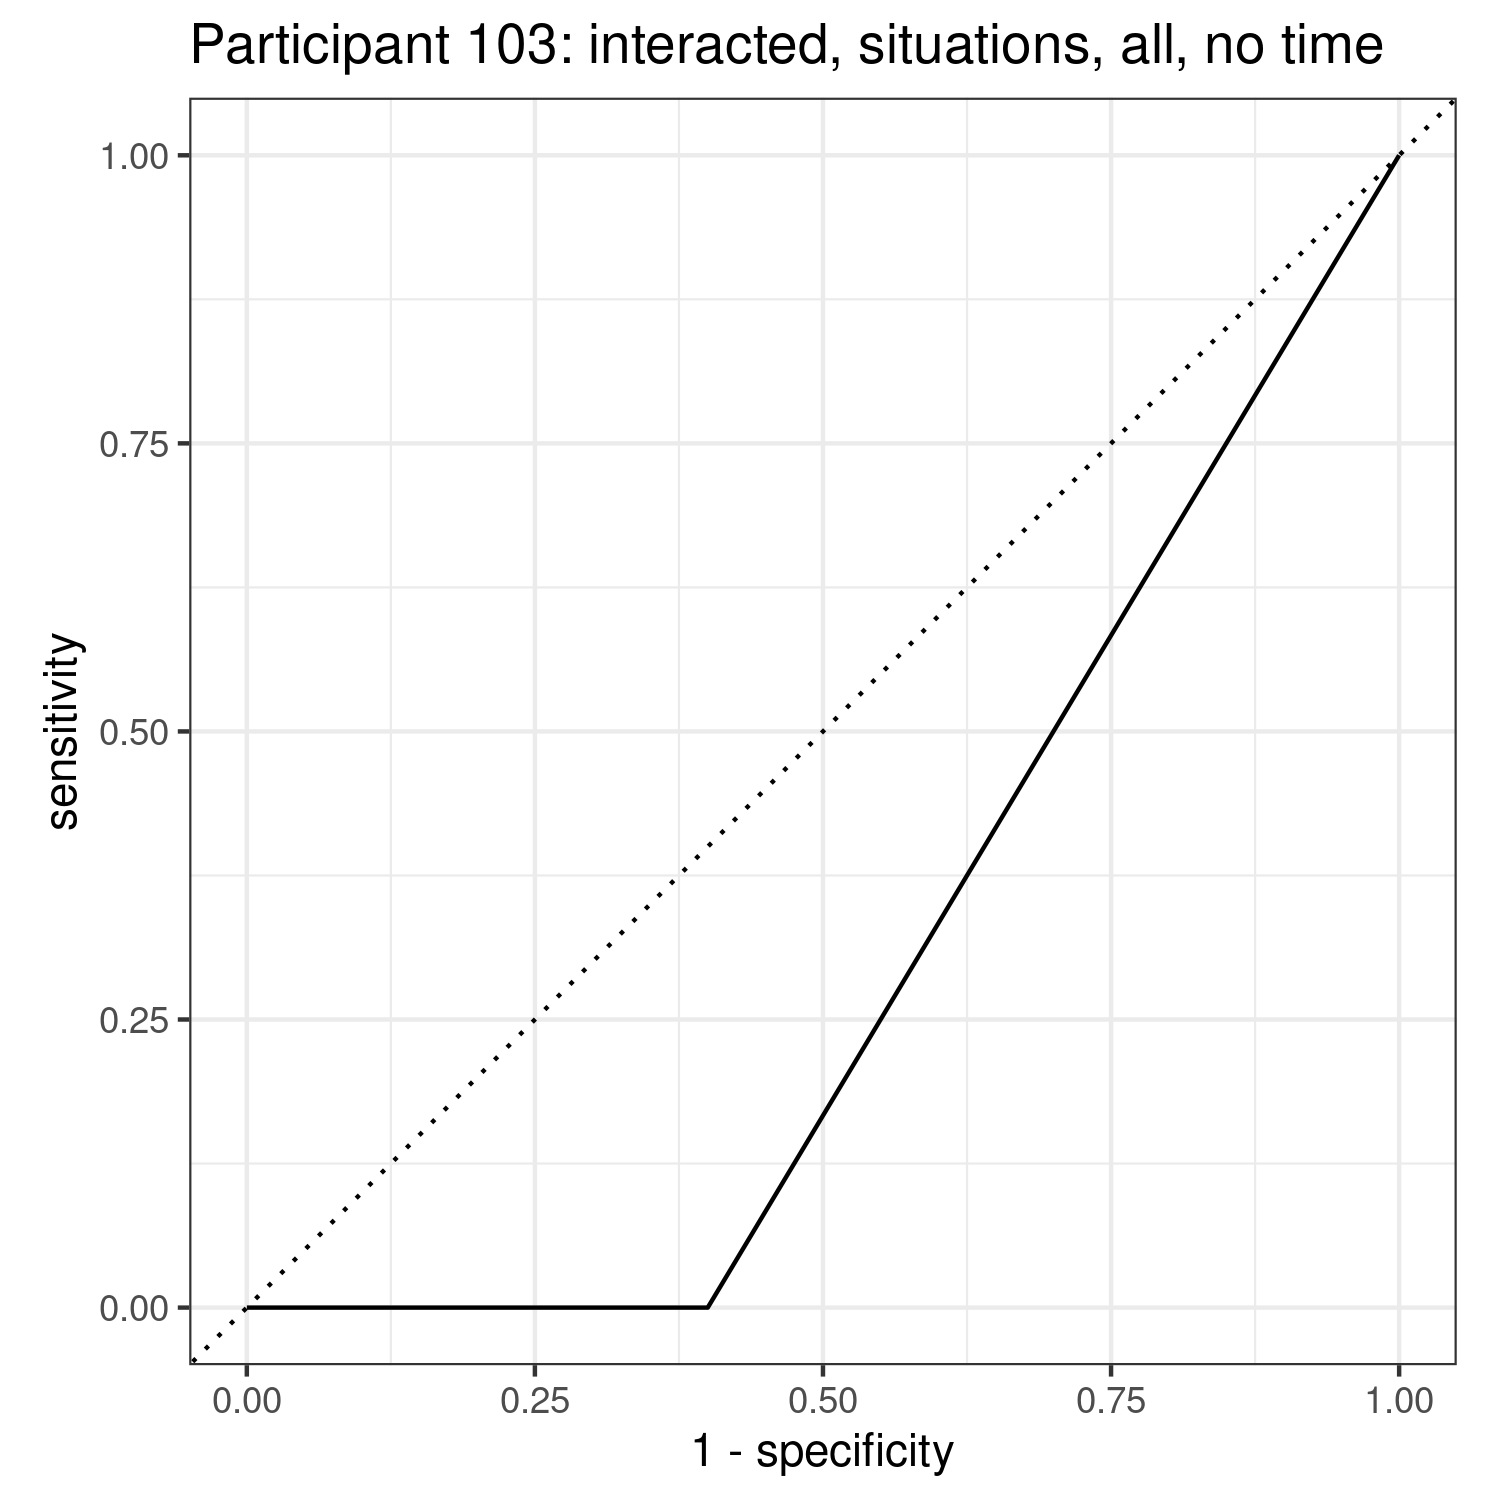 Participant 103: interacted, situations, all, no time
sensitivity
1.00
0.75
0.50
0.25
0.00
0.00 0.25 0.50 0.75 1.00
1 - specificity